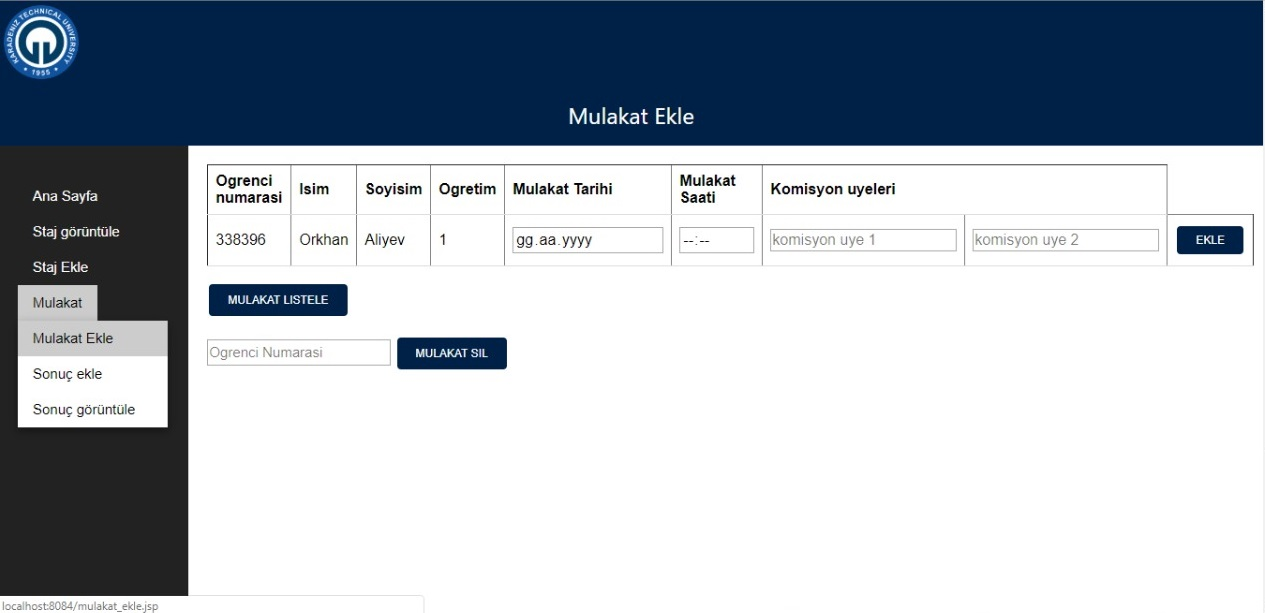 KARADENIZ TECHNICAL UNIVERSITY
1955
Mulakat Ekle
Ana Sayfa
Staj görüntüle
Staj Ekle
Mulakat
Mulakat Ekle
Sonuç ekle
Sonuç görüntüle
Ogrenci numarasi Isim Soyisim Ogretim Mulakat Tarihi Mulakat Saati Komisyon uyeleri
338396 Orkhan Aliyev 1 gg.aa.yyyy --:-- komisyon uye 1 komisyon uye 2 EKLE
MULAKAT LISTELE
Ogrenci Numarasi MULAKAT SIL
localhost:8084/mulakat_ekle.jsp